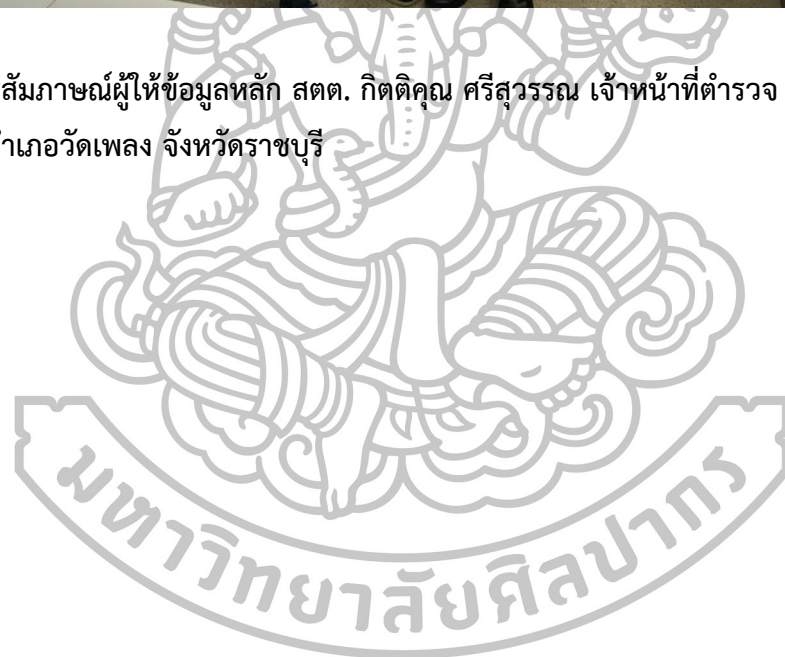 สัมภาษณ์ผู้ให้ข้อมูลหลัก สตต. กิตติคุณ ศรีสุวรรณ เจ้าหน้าที่ตำรวจ
อำเภอวัดเพลง จังหวัดราชบุรี
มหาวิทยาลัยศิลปากร